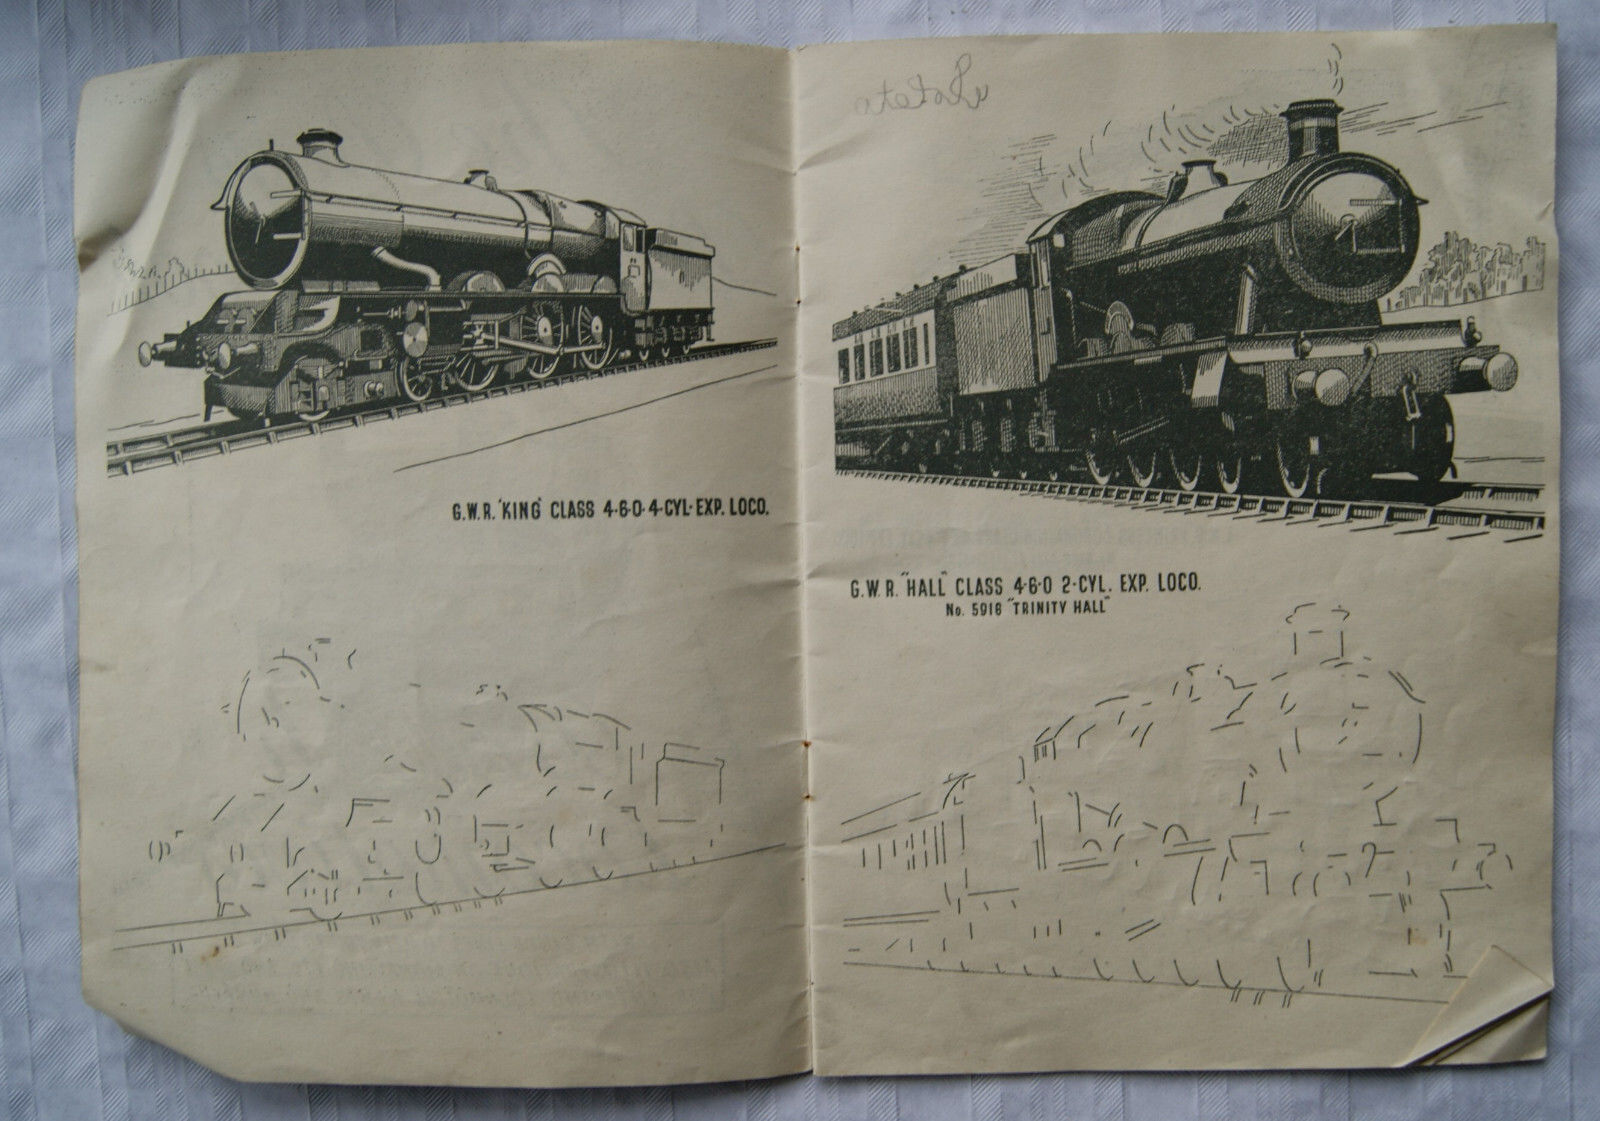 G.W.R. 'KING' CLASS 4-6-0-4-CYL-EXP. LOCO.
G.W.R. "HALL" CLASS 4-6-0 2-CYL. EXP. LOCO.
No. 5916 "TRINITY HALL"